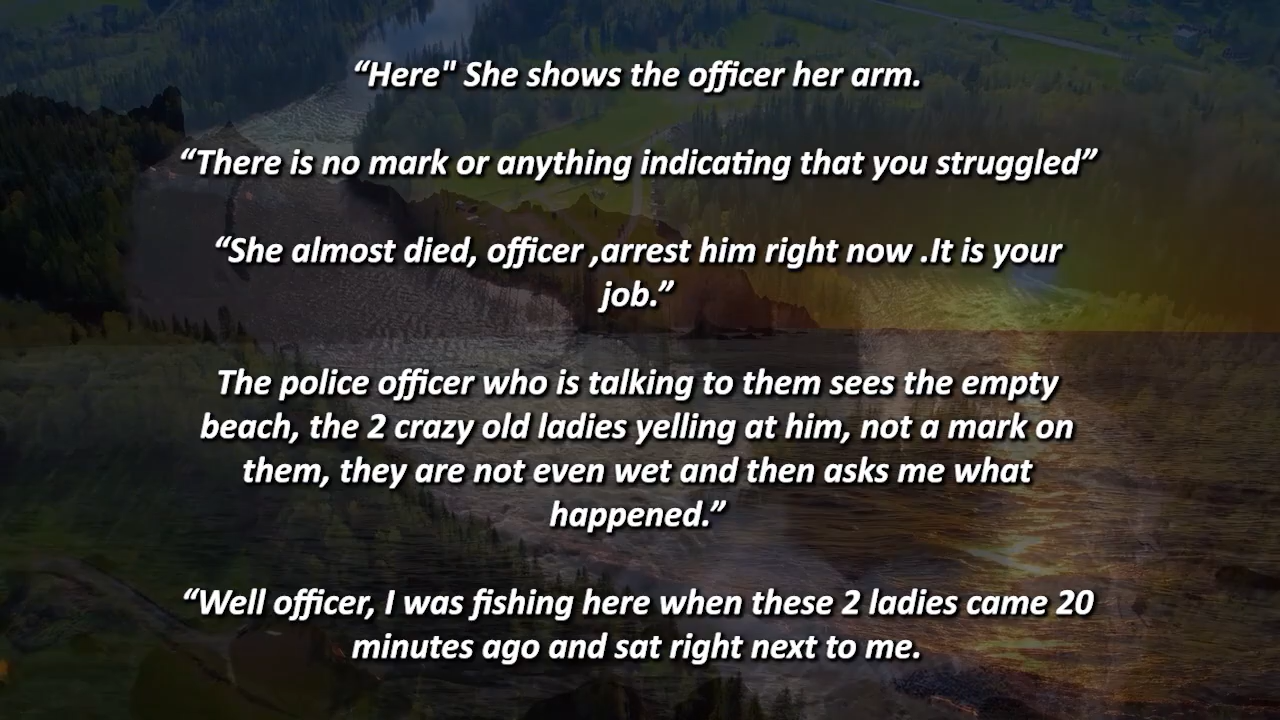 “Here" She shows the officer her arm.
“There is no mark or anything indicating that you struggled”
“She almost died, officer ,arrest him right now .It is your
job.”
The police officer who is talking to them sees the empty
beach, the 2 crazy old ladies yelling at him, not a mark on
them, they are not even wet and then asks me what
happened.”
“Well officer, I was fishing here when these 2 ladies came 20
minutes ago and sat right next to me.